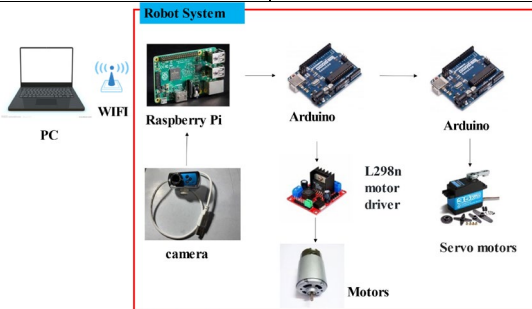 Robot System
WIFI
PC
Raspberry Pi
Arduino
Arduino
L298n
motor
driver
camera
Servo motors
Motors